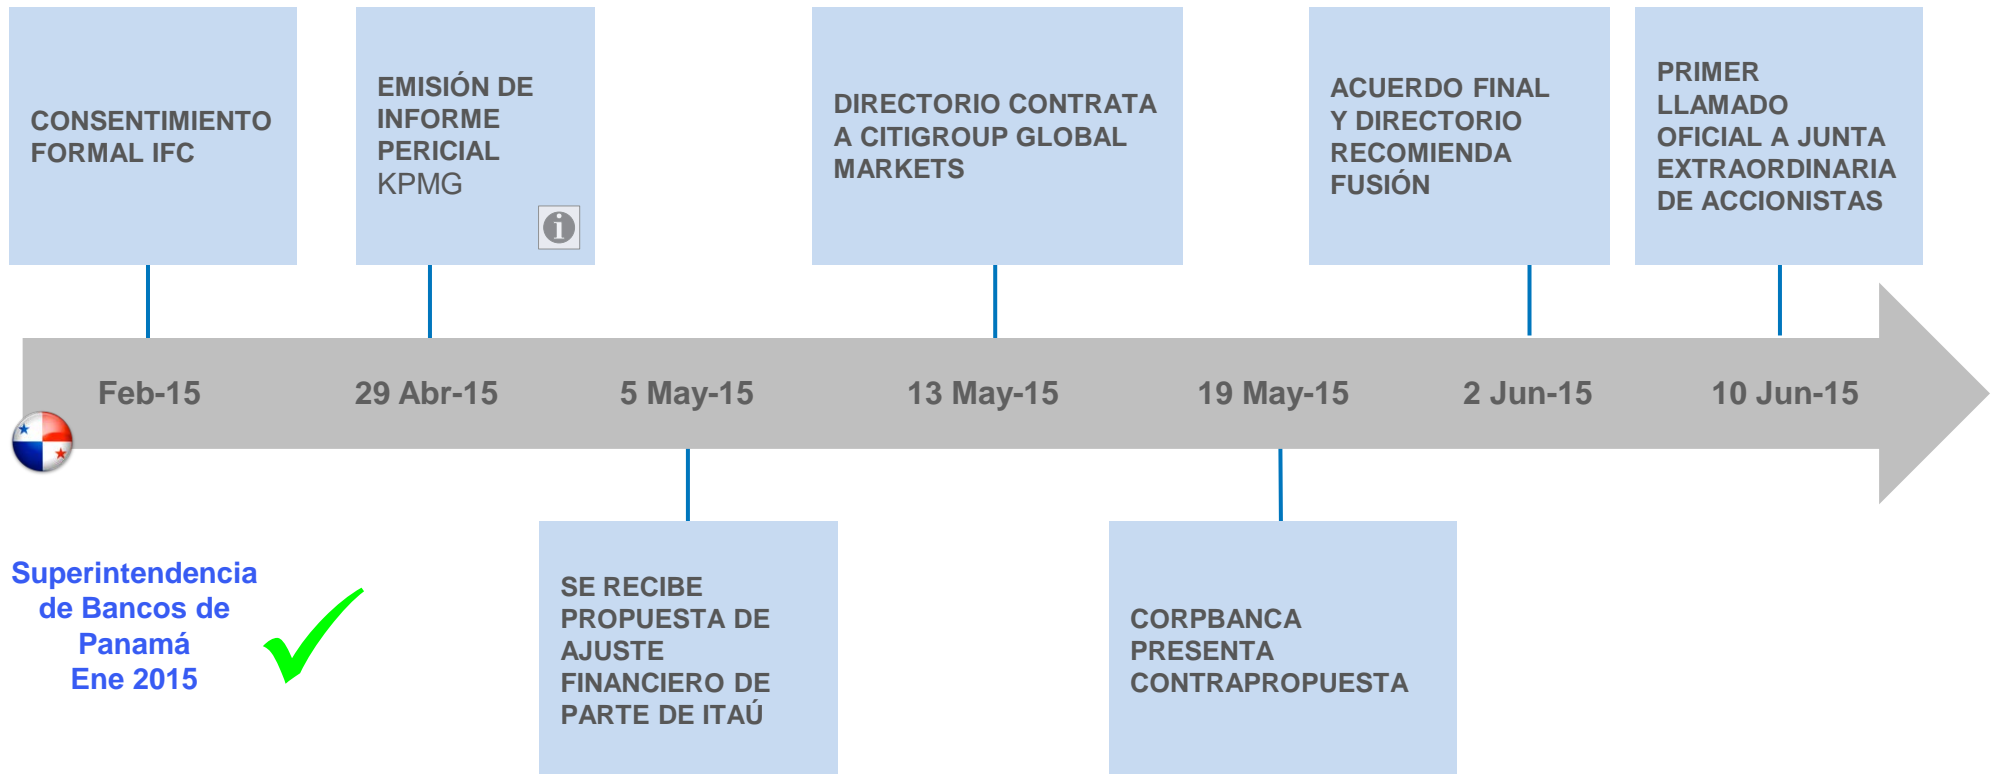 CONSENTIMIENTO
FORMAL IFC
EMISIÓN DE
INFORME
PERICIAL
KPMG
i
DIRECTORIO CONTRATA
A CITIGROUP GLOBAL
MARKETS
ACUERDO FINAL
Y DIRECTORIO
RECOMIENDA
FUSIÓN
PRIMER
LLAMADO
OFICIAL A JUNTA
EXTRAORDINARIA
DE ACCIONISTAS
Feb-15
29 Abr-15
5 May-15
13 May-15
19 May-15
2 Jun-15
10 Jun-15
Superintendencia
de Bancos de
Panamá
Ene 2015
SE RECIBE
PROPUESTA DE
AJUSTE
FINANCIERO DE
PARTE DE ITAÚ
CORPBANCA
PRESENTA
CONTRAPROPUESTA